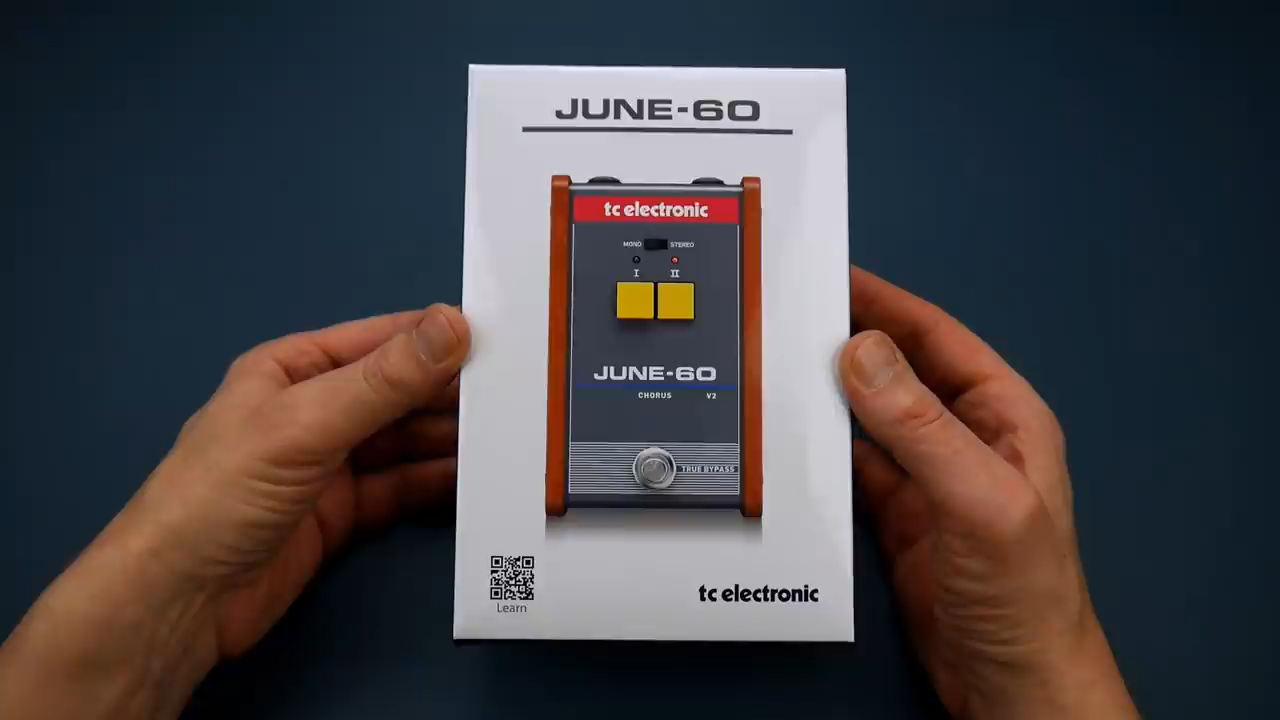 JUNE-60
tc electronic
MONO STEREO
I II
JUNE-60
CHORUS V2
TRUE BYPASS
Learn
tc electronic